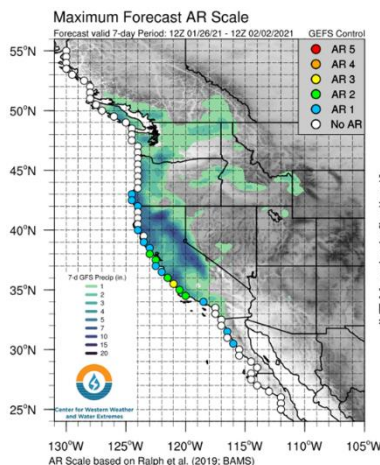 Maximum Forecast AR Scale
Forecast valid 7-day Period: 12Z 01/26/21 - 12Z 02/02/2021
GEFS Control
AR 5
AR 4
AR 3
AR 2
AR 1
No AR
55°N
50°N
45°N
40°N
35°N
30°N
25°N
7-d GFS Precip (in.)
1
2
3
4
5
7
10
15
20
Center for Western Weather
and Water Extremes
130°W
125°W
120°W
115°W
110°W
105°W
AR Scale based on Ralph et al. (2019; BAMS)